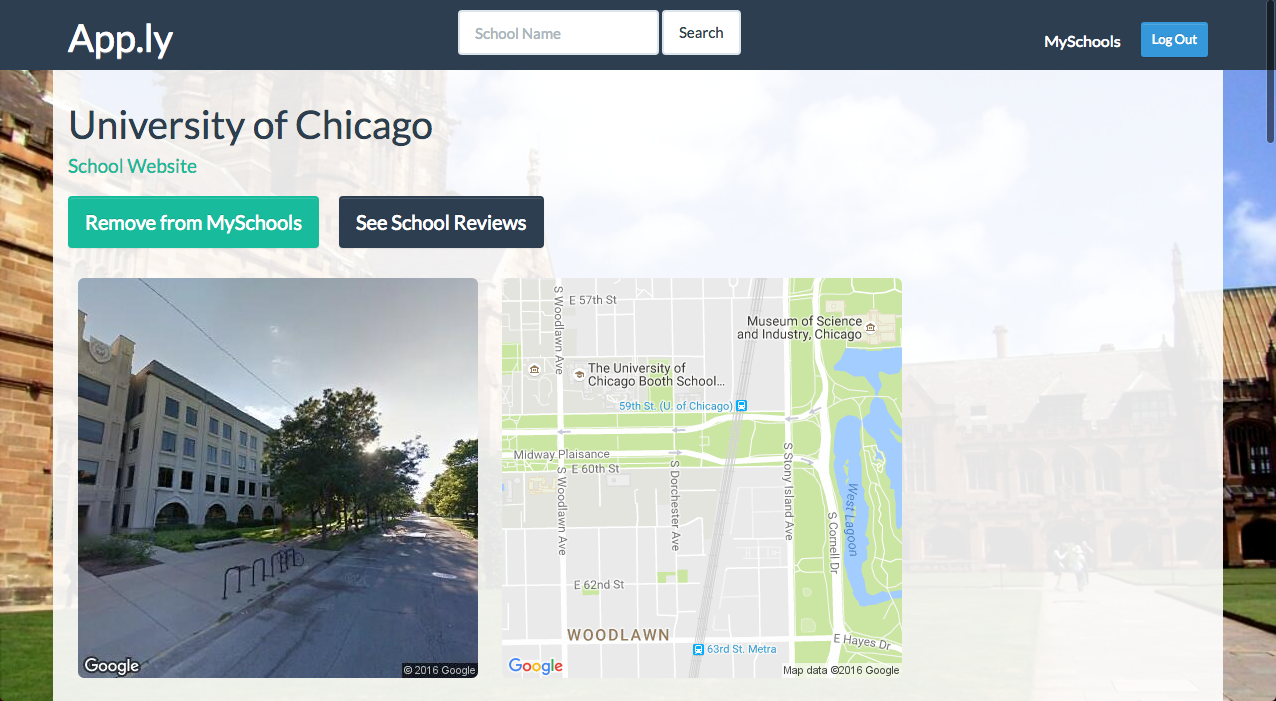 App.ly
School Name
Search
MySchools
Log Out
University of Chicago
School Website
Remove from MySchools
See School Reviews
Google
© 2016 Google
S Woodlawn Ave
E 57th St
Museum of Science
and Industry, Chicago
The University of
Chicago Booth School...
59th St. (U. of Chicago)
Midway Plaisance
E 60th St
S Woodlawn Ave
S Dorchester Ave
S Stony Island Ave
West Lagoon
S Cornell Dr
E 62nd St
WOODLAWN
E Hayes Dr
63rd St. Metra
Google
Map data ©2016 Google